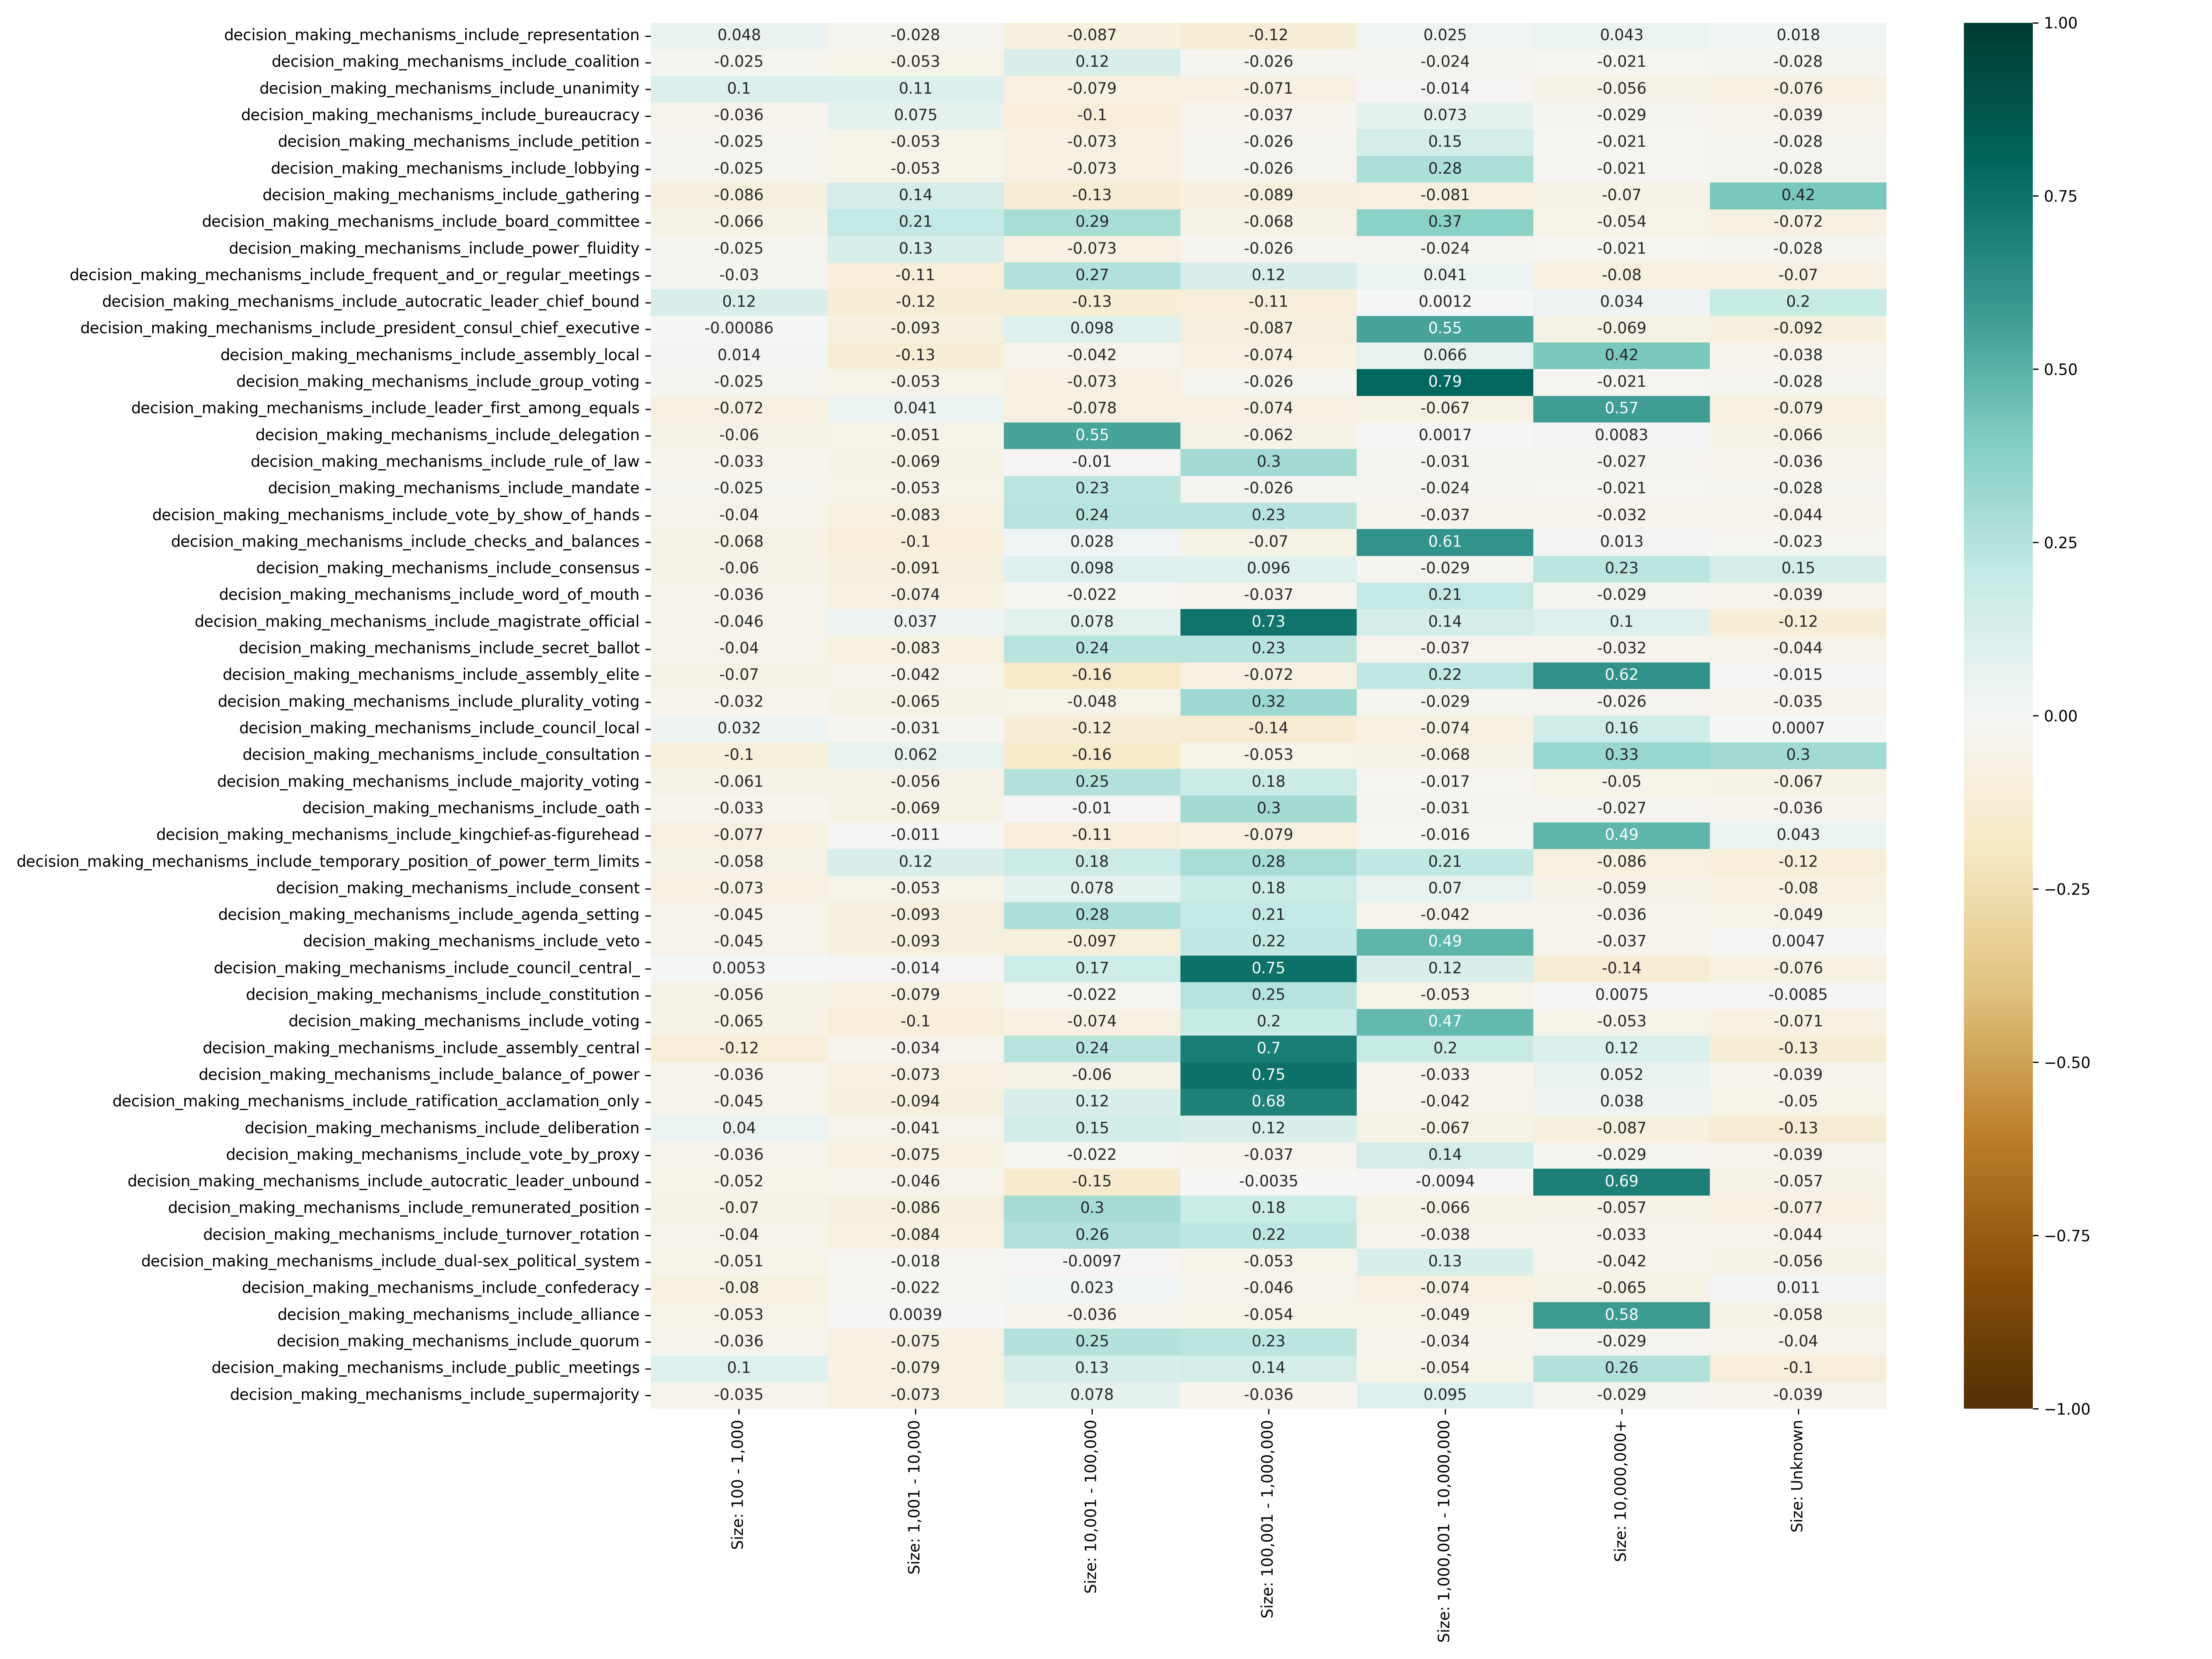 decision_making_mechanisms_include_representation 0.048 -0.028 -0.087 -0.12 0.025 0.043 0.018
decision_making_mechanisms_include_coalition -0.025 -0.053 0.12 -0.026 -0.024 -0.021 -0.028
decision_making_mechanisms_include_unanimity 0.1 0.11 -0.079 -0.071 -0.014 -0.056 -0.076
decision_making_mechanisms_include_bureaucracy -0.036 0.075 -0.1 -0.037 0.073 -0.029 -0.039
decision_making_mechanisms_include_petition -0.025 -0.053 -0.073 -0.026 0.15 -0.021 -0.028
decision_making_mechanisms_include_lobbying -0.025 -0.053 -0.073 -0.026 0.28 -0.021 -0.028
decision_making_mechanisms_include_gathering -0.086 0.14 -0.13 -0.089 -0.081 -0.07 0.42
decision_making_mechanisms_include_board_committee -0.066 0.21 0.29 -0.068 0.37 -0.054 -0.072
decision_making_mechanisms_include_power_fluidity -0.025 0.13 -0.073 -0.026 -0.024 -0.021 -0.028
decision_making_mechanisms_include_frequent_and_or_regular_meetings -0.03 -0.11 0.27 0.12 0.041 -0.08 -0.07
decision_making_mechanisms_include_autocratic_leader_chief_bound 0.12 -0.12 -0.13 -0.11 0.0012 0.034 0.2
decision_making_mechanisms_include_president_consul_chief_executive -0.00086 -0.093 0.098 -0.087 0.55 -0.069 -0.092
decision_making_mechanisms_include_assembly_local 0.014 -0.13 -0.042 -0.074 0.066 0.42 -0.038
decision_making_mechanisms_include_group_voting -0.025 -0.053 -0.073 -0.026 0.79 -0.021 -0.028
decision_making_mechanisms_include_leader_first_among_equals -0.072 0.041 -0.078 -0.074 -0.067 0.57 -0.079
decision_making_mechanisms_include_delegation -0.06 -0.051 0.55 -0.062 0.0017 0.0083 -0.066
decision_making_mechanisms_include_rule_of_law -0.033 -0.069 -0.01 0.3 -0.031 -0.027 -0.036
decision_making_mechanisms_include_mandate -0.025 -0.053 0.23 -0.026 -0.024 -0.021 -0.028
decision_making_mechanisms_include_vote_by_show_of_hands -0.04 -0.083 0.24 0.23 -0.037 -0.032 -0.044
decision_making_mechanisms_include_checks_and_balances -0.068 -0.1 0.028 -0.07 0.61 0.013 -0.023
decision_making_mechanisms_include_consensus -0.06 -0.091 0.098 0.096 -0.029 0.23 0.15
decision_making_mechanisms_include_word_of_mouth -0.036 -0.074 -0.022 -0.037 0.21 -0.029 -0.039
decision_making_mechanisms_include_magistrate_official -0.046 0.037 0.078 0.73 0.14 0.1 -0.12
decision_making_mechanisms_include_secret_ballot -0.04 -0.083 0.24 0.23 -0.037 -0.032 -0.044
decision_making_mechanisms_include_assembly_elite -0.07 -0.042 -0.16 -0.072 0.22 0.62 -0.015
decision_making_mechanisms_include_plurality_voting -0.032 -0.065 -0.048 0.32 -0.029 -0.026 -0.035
decision_making_mechanisms_include_council_local 0.032 -0.031 -0.12 -0.14 -0.074 0.16 0.0007
decision_making_mechanisms_include_consultation -0.1 0.062 -0.16 -0.053 -0.068 0.33 0.3
decision_making_mechanisms_include_majority_voting -0.061 -0.056 0.25 0.18 -0.017 -0.05 -0.067
decision_making_mechanisms_include_oath -0.033 -0.069 -0.01 0.3 -0.031 -0.027 -0.036
decision_making_mechanisms_include_kingchief-as-figurehead -0.077 -0.011 -0.11 -0.079 -0.016 0.49 0.043
decision_making_mechanisms_include_temporary_position_of_power_term_limits -0.058 0.12 0.18 0.28 0.21 -0.086 -0.12
decision_making_mechanisms_include_consent -0.073 -0.053 0.078 0.18 0.07 -0.059 -0.08
decision_making_mechanisms_include_agenda_setting -0.045 -0.093 0.28 0.21 -0.042 -0.036 -0.049
decision_making_mechanisms_include_veto -0.045 -0.093 -0.097 0.22 0.49 -0.037 0.0047
decision_making_mechanisms_include_council_central_ 0.0053 -0.014 0.17 0.75 0.12 -0.14 -0.076
decision_making_mechanisms_include_constitution -0.056 -0.079 -0.022 0.25 -0.053 0.0075 -0.0085
decision_making_mechanisms_include_voting -0.065 -0.1 -0.074 0.2 0.47 -0.053 -0.071
decision_making_mechanisms_include_assembly_central -0.12 -0.034 0.24 0.7 0.2 0.12 -0.13
decision_making_mechanisms_include_balance_of_power -0.036 -0.073 -0.06 0.75 -0.033 0.052 -0.039
decision_making_mechanisms_include_ratification_acclamation_only -0.045 -0.094 0.12 0.68 -0.042 0.038 -0.05
decision_making_mechanisms_include_deliberation 0.04 -0.041 0.15 0.12 -0.067 -0.087 -0.13
decision_making_mechanisms_include_vote_by_proxy -0.036 -0.075 -0.022 -0.037 0.14 -0.029 -0.039
decision_making_mechanisms_include_autocratic_leader_unbound -0.052 -0.046 -0.15 -0.0035 -0.0094 0.69 -0.057
decision_making_mechanisms_include_remunerated_position -0.07 -0.086 0.3 0.18 -0.066 -0.057 -0.077
decision_making_mechanisms_include_turnover_rotation -0.04 -0.084 0.26 0.22 -0.038 -0.033 -0.044
decision_making_mechanisms_include_dual-sex_political_system -0.051 -0.018 -0.0097 -0.053 0.13 -0.042 -0.056
decision_making_mechanisms_include_confederacy -0.08 -0.022 0.023 -0.046 -0.074 -0.065 0.011
decision_making_mechanisms_include_alliance -0.053 0.0039 -0.036 -0.054 -0.049 0.58 -0.058
decision_making_mechanisms_include_quorum -0.036 -0.075 0.25 0.23 -0.034 -0.029 -0.04
decision_making_mechanisms_include_public_meetings 0.1 -0.079 0.13 0.14 -0.054 0.26 -0.1
decision_making_mechanisms_include_supermajority -0.035 -0.073 0.078 -0.036 0.095 -0.029 -0.039
Size: 100 - 1,000
Size: 1,001 - 10,000
Size: 10,001 - 100,000
Size: 100,001 - 1,000,000
Size: 1,000,001 - 10,000,000
Size: 10,000,000+
Size: Unknown
1.00
0.75
0.50
0.25
0.00
−0.25
−0.50
−0.75
−1.00